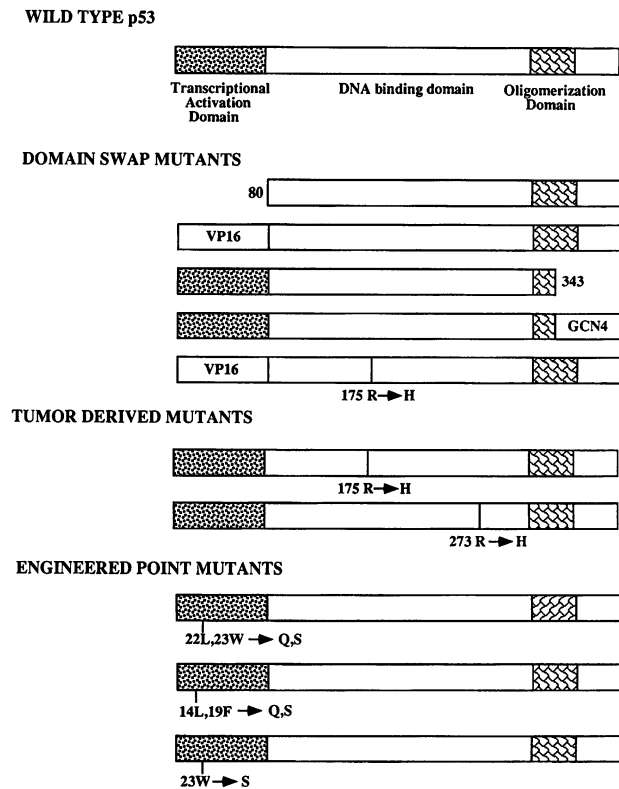 WILD TYPE p53
Transcriptional Activation Domain
DNA binding domain
Oligomerization Domain
DOMAIN SWAP MUTANTS
80
VP16
343
GCN4
VP16
175 R→H
TUMOR DERIVED MUTANTS
175 R→H
273 R→H
ENGINEERED POINT MUTANTS
22L,23W → Q,S
14L,19F → Q,S
23W→S